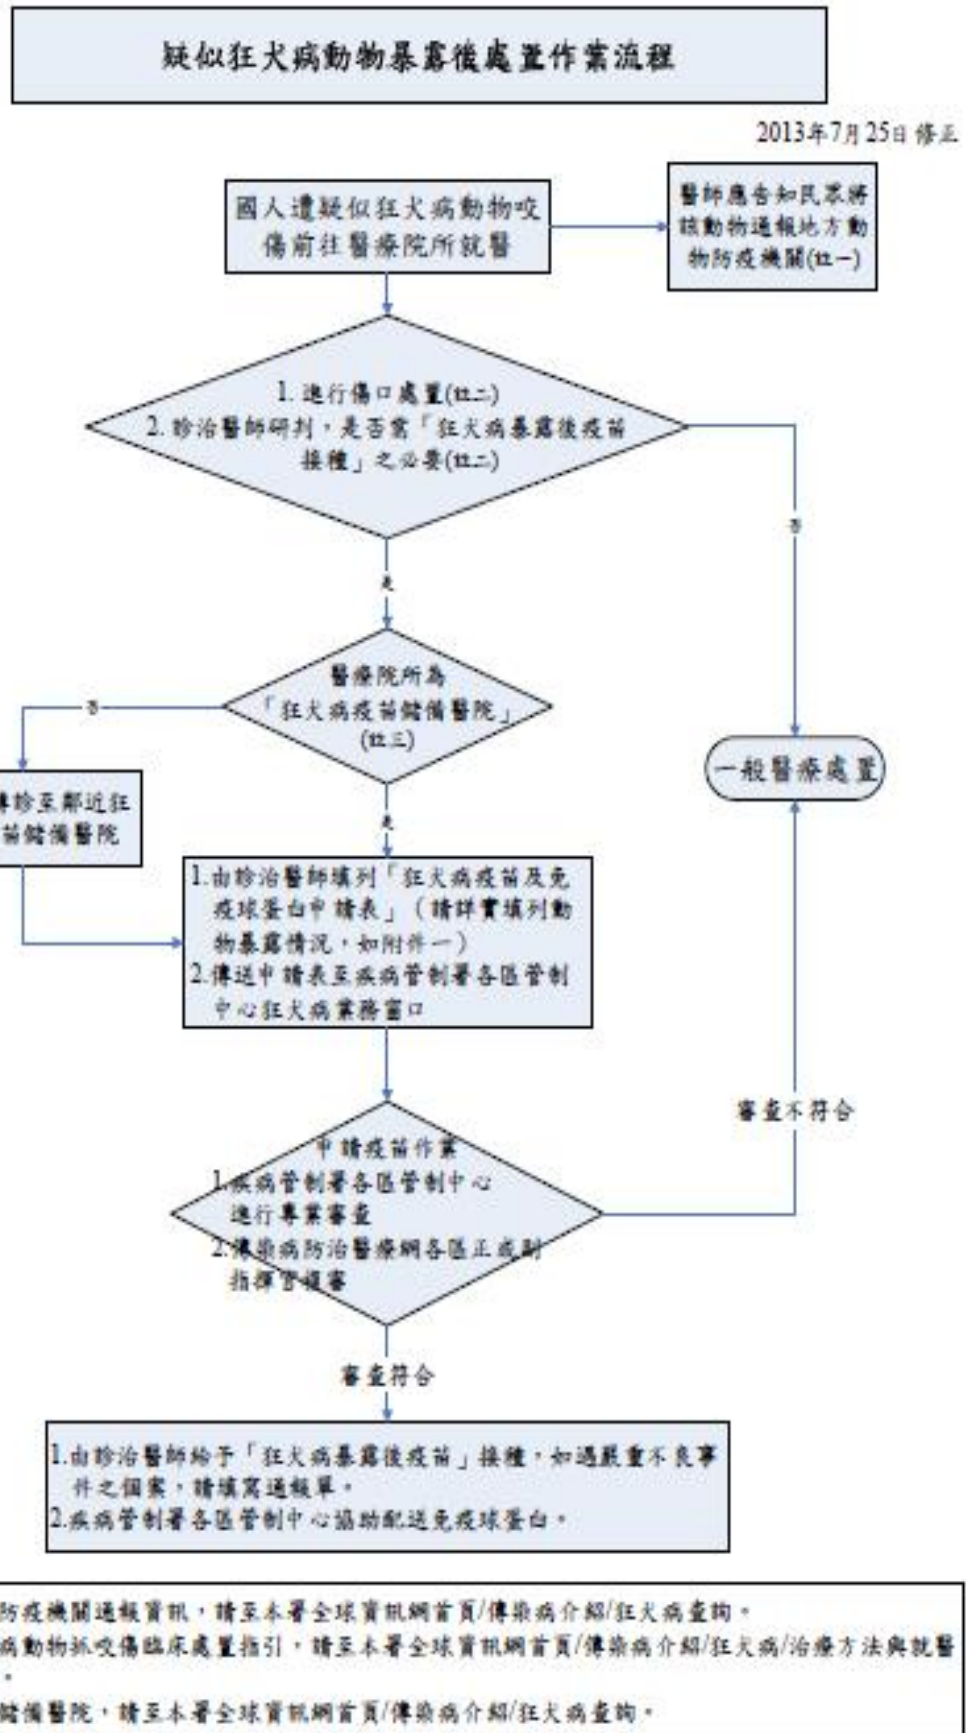 疑似狂犬病動物暴露後處置作業流程
2013年7月25日修正
國人遭疑似狂犬病動物咬
傷前往醫療院所就醫
醫師應告知民眾將
該動物通報地方動
物防疫機關(註一)
1. 進行傷口處置(註二)
2. 診治醫師研判，是否需「狂犬病暴露後疫苗
接種」之必要(註二)
否
是
醫療院所為
「狂犬病疫苗儲備醫院」
(註三)
否
一般醫療處置
轉診至鄰近狂
苗儲備醫院
是
1.由診治醫師填列「狂犬病疫苗及免
疫球蛋白申請表」（請詳實填列動
物暴露情況，如附件一）
2.傳送申請表至疾病管制署各區管制
中心狂犬病業務窗口
審查不符合
申請疫苗作業
1.疾病管制署各區管制中心
進行專業審查
2.傳染病防治醫療網各區正或副
指揮官複審
審查符合
1.由診治醫師給予「狂犬病暴露後疫苗」接種，如遇嚴重不良事
件之個案，請填寫通報單。
2.疾病管制署各區管制中心協助配送免疫球蛋白。
防疫機關通報資訊，請至本署全球資訊網首頁/傳染病介紹/狂犬病查詢。
病動物抓咬傷臨床處置指引，請至本署全球資訊網首頁/傳染病介紹/狂犬病/治療方法與就醫
。
儲備醫院，請至本署全球資訊網首頁/傳染病介紹/狂犬病查詢。